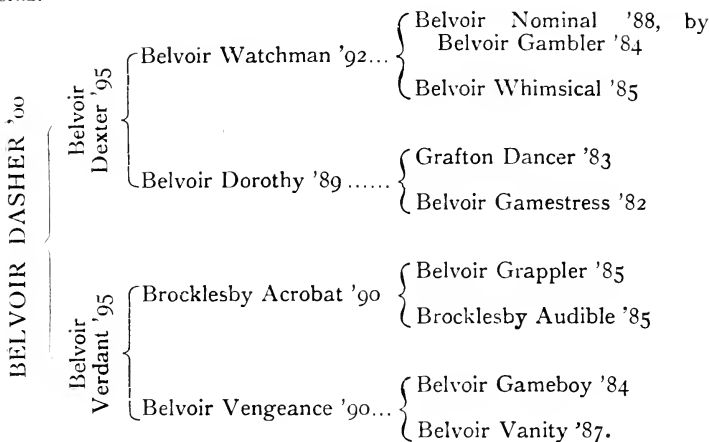 BELVOIR DASHER '00
Belvoir
Dexter '95
Belvoir Watchman '92...
Belvoir Nominal '88, by
Belvoir Gambler '84
Belvoir Whimsical '85
Belvoir Dorothy '89 ......
Grafton Dancer '83
Belvoir Gamestress '82
Belvoir
Verdant '95
Brocklesby Acrobat '90
Belvoir Grappler '85
Brocklesby Audible '85
Belvoir Vengeance '90...
Belvoir Gameboy '84
Belvoir Vanity '87.